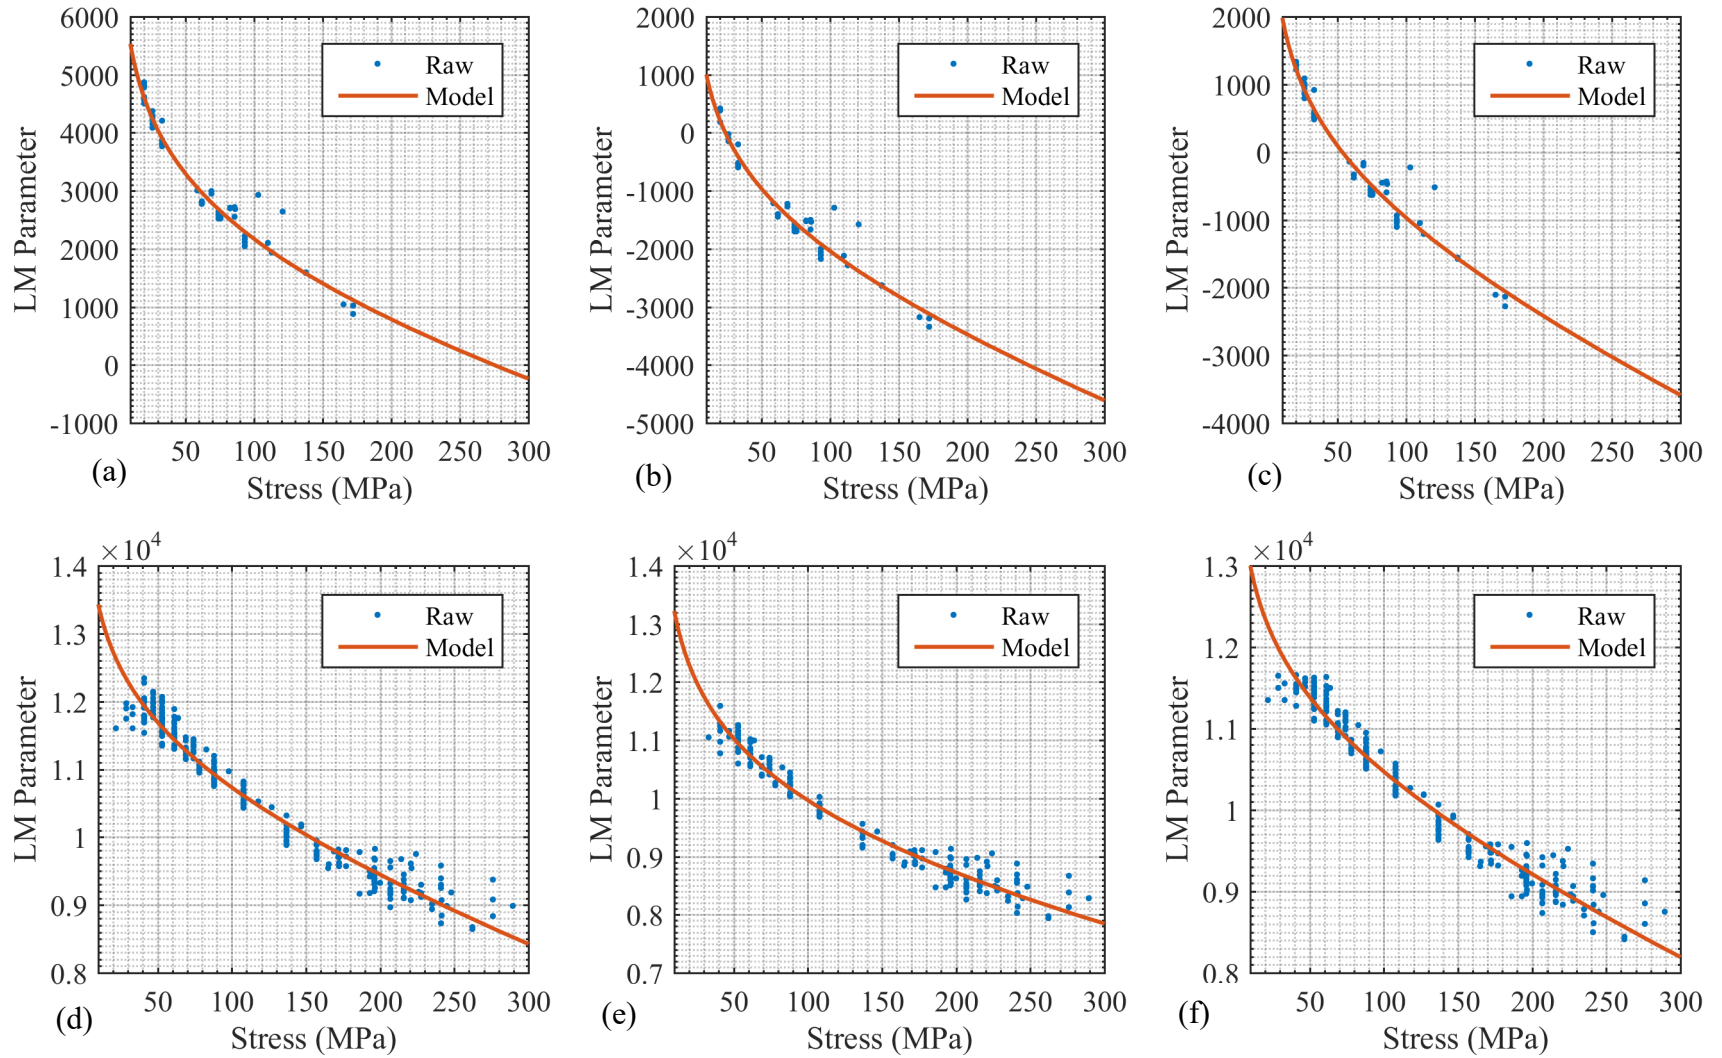 6000
5000
4000
3000
2000
1000
0
-1000
LM Parameter
Raw
Model
50 100 150 200 250 300
(a)
Stress (MPa)
2000
1000
0
-1000
-2000
-3000
-4000
-5000
LM Parameter
Raw
Model
50 100 150 200 250 300
(b)
Stress (MPa)
2000
1000
0
-1000
-2000
-3000
-4000
LM Parameter
Raw
Model
50 100 150 200 250 300
(c)
Stress (MPa)
×10⁴
1.4
1.3
1.2
1.1
1
0.9
0.8
LM Parameter
Raw
Model
50 100 150 200 250 300
(d)
Stress (MPa)
×10⁴
1.4
1.3
1.2
1.1
1
0.9
0.8
0.7
LM Parameter
Raw
Model
50 100 150 200 250 300
(e)
Stress (MPa)
×10⁴
1.3
1.2
1.1
1
0.9
0.8
LM Parameter
Raw
Model
50 100 150 200 250 300
(f)
Stress (MPa)